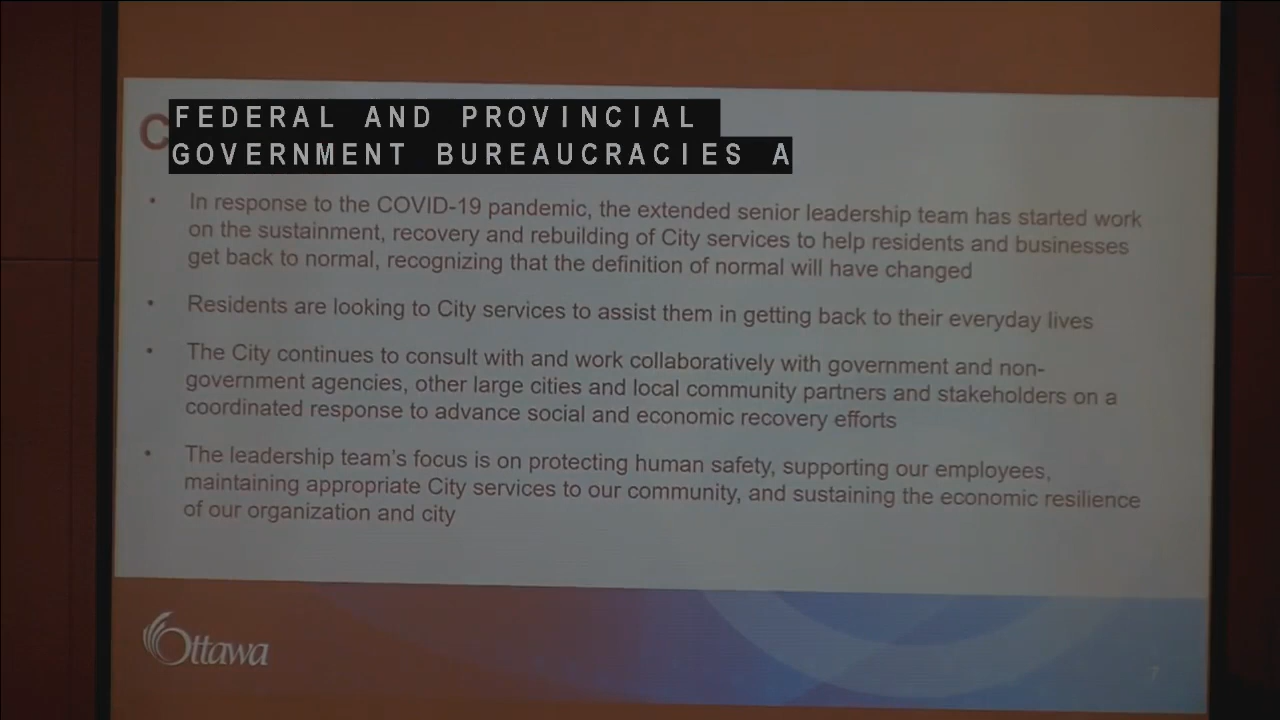 FEDERAL AND PROVINCIAL
GOVERNMENT BUREAUCRACIES A
• In response to the COVID-19 pandemic, the extended senior leadership team has started work
on the sustainment, recovery and rebuilding of City services to help residents and businesses
get back to normal, recognizing that the definition of normal will have changed
• Residents are looking to City services to assist them in getting back to their everyday lives
• The City continues to consult with and work collaboratively with government and non-
government agencies, other large cities and local community partners and stakeholders on a
coordinated response to advance social and economic recovery efforts
• The leadership team's focus is on protecting human safety, supporting our employees,
maintaining appropriate City services to our community, and sustaining the economic resilience
of our organization and city
Ottawa
7